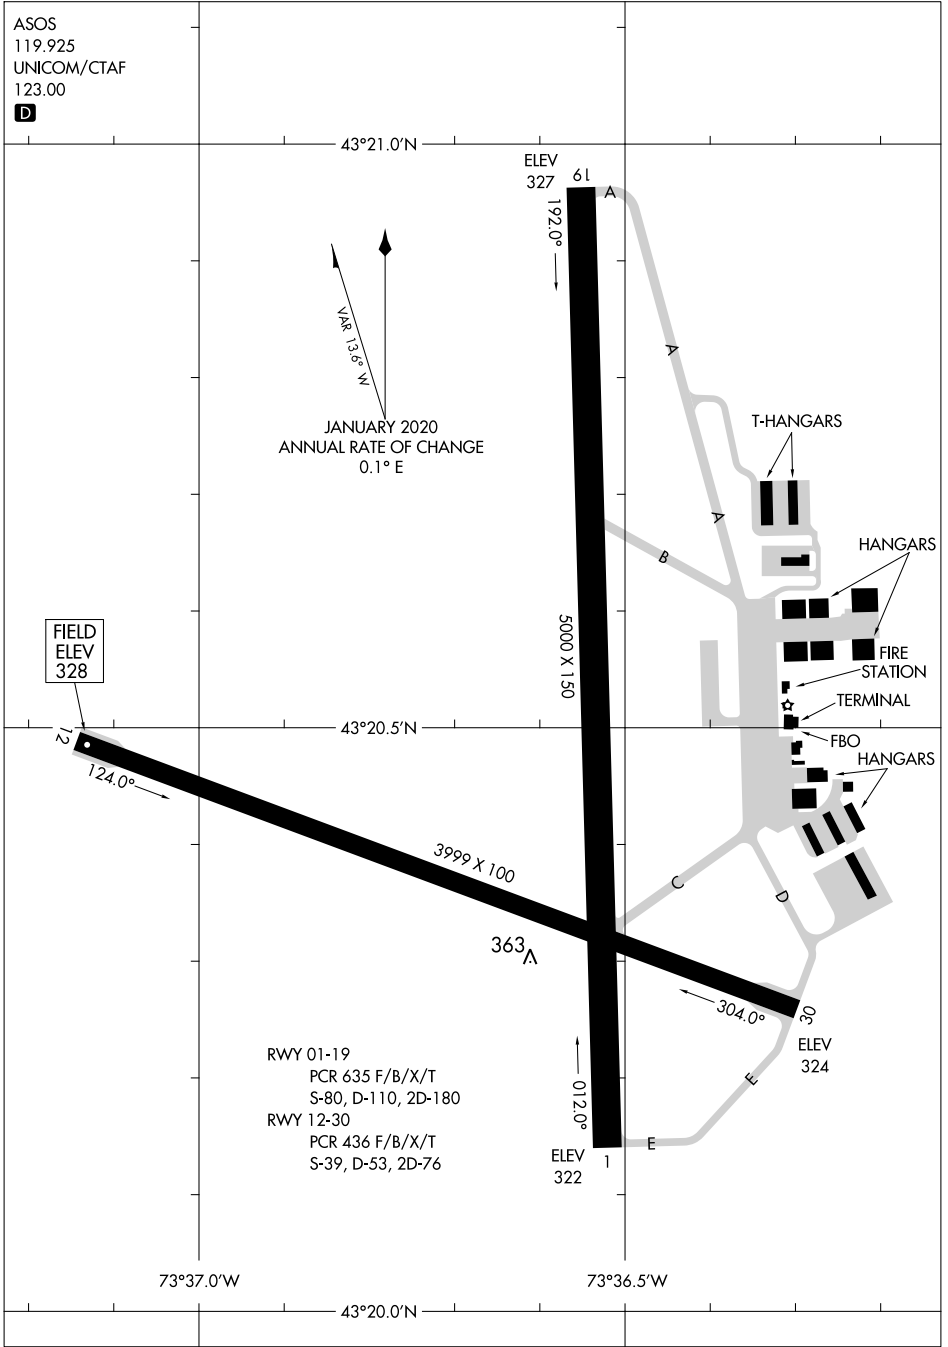 ASOS
119.925
UNICOM/CTAF
123.00
D
43°21.0'N
ELEV
327
19
A
192.0°
VAR 13.6° W
JANUARY 2020
ANNUAL RATE OF CHANGE
0.1° E
A
T-HANGARS
A
HANGARS
B
5000 X 150
FIELD
ELEV
328
FIRE
STATION
TERMINAL
43°20.5'N
12
FBO
HANGARS
124.0°
3999 X 100
C
D
363
304.0°
30
ELEV
324
RWY 01-19
PCR 635 F/B/X/T
S-80, D-110, 2D-180
RWY 12-30
PCR 436 F/B/X/T
S-39, D-53, 2D-76
012.0°
E
E
ELEV
322
1
73°37.0'W
73°36.5'W
43°20.0'N